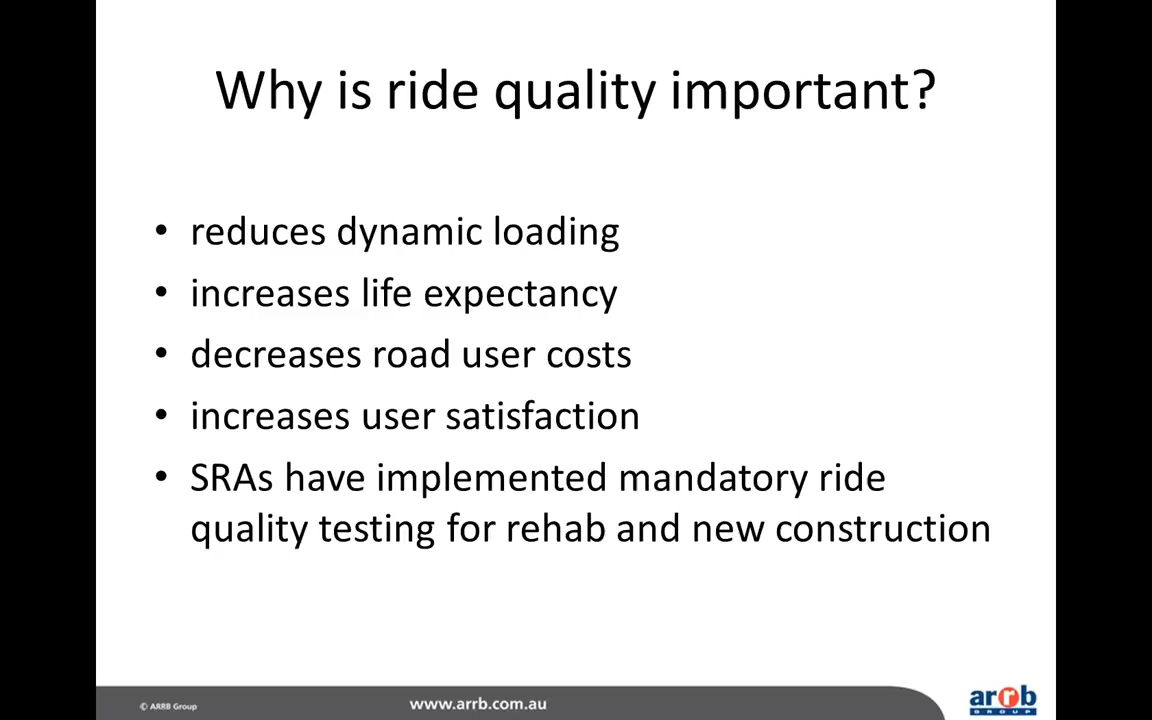 Why is ride quality important?
• reduces dynamic loading
• increases life expectancy
• decreases road user costs
• increases user satisfaction
• SRAs have implemented mandatory ride
quality testing for rehab and new construction
© ARRB Group
www.arrb.com.au
arrb
GROUP